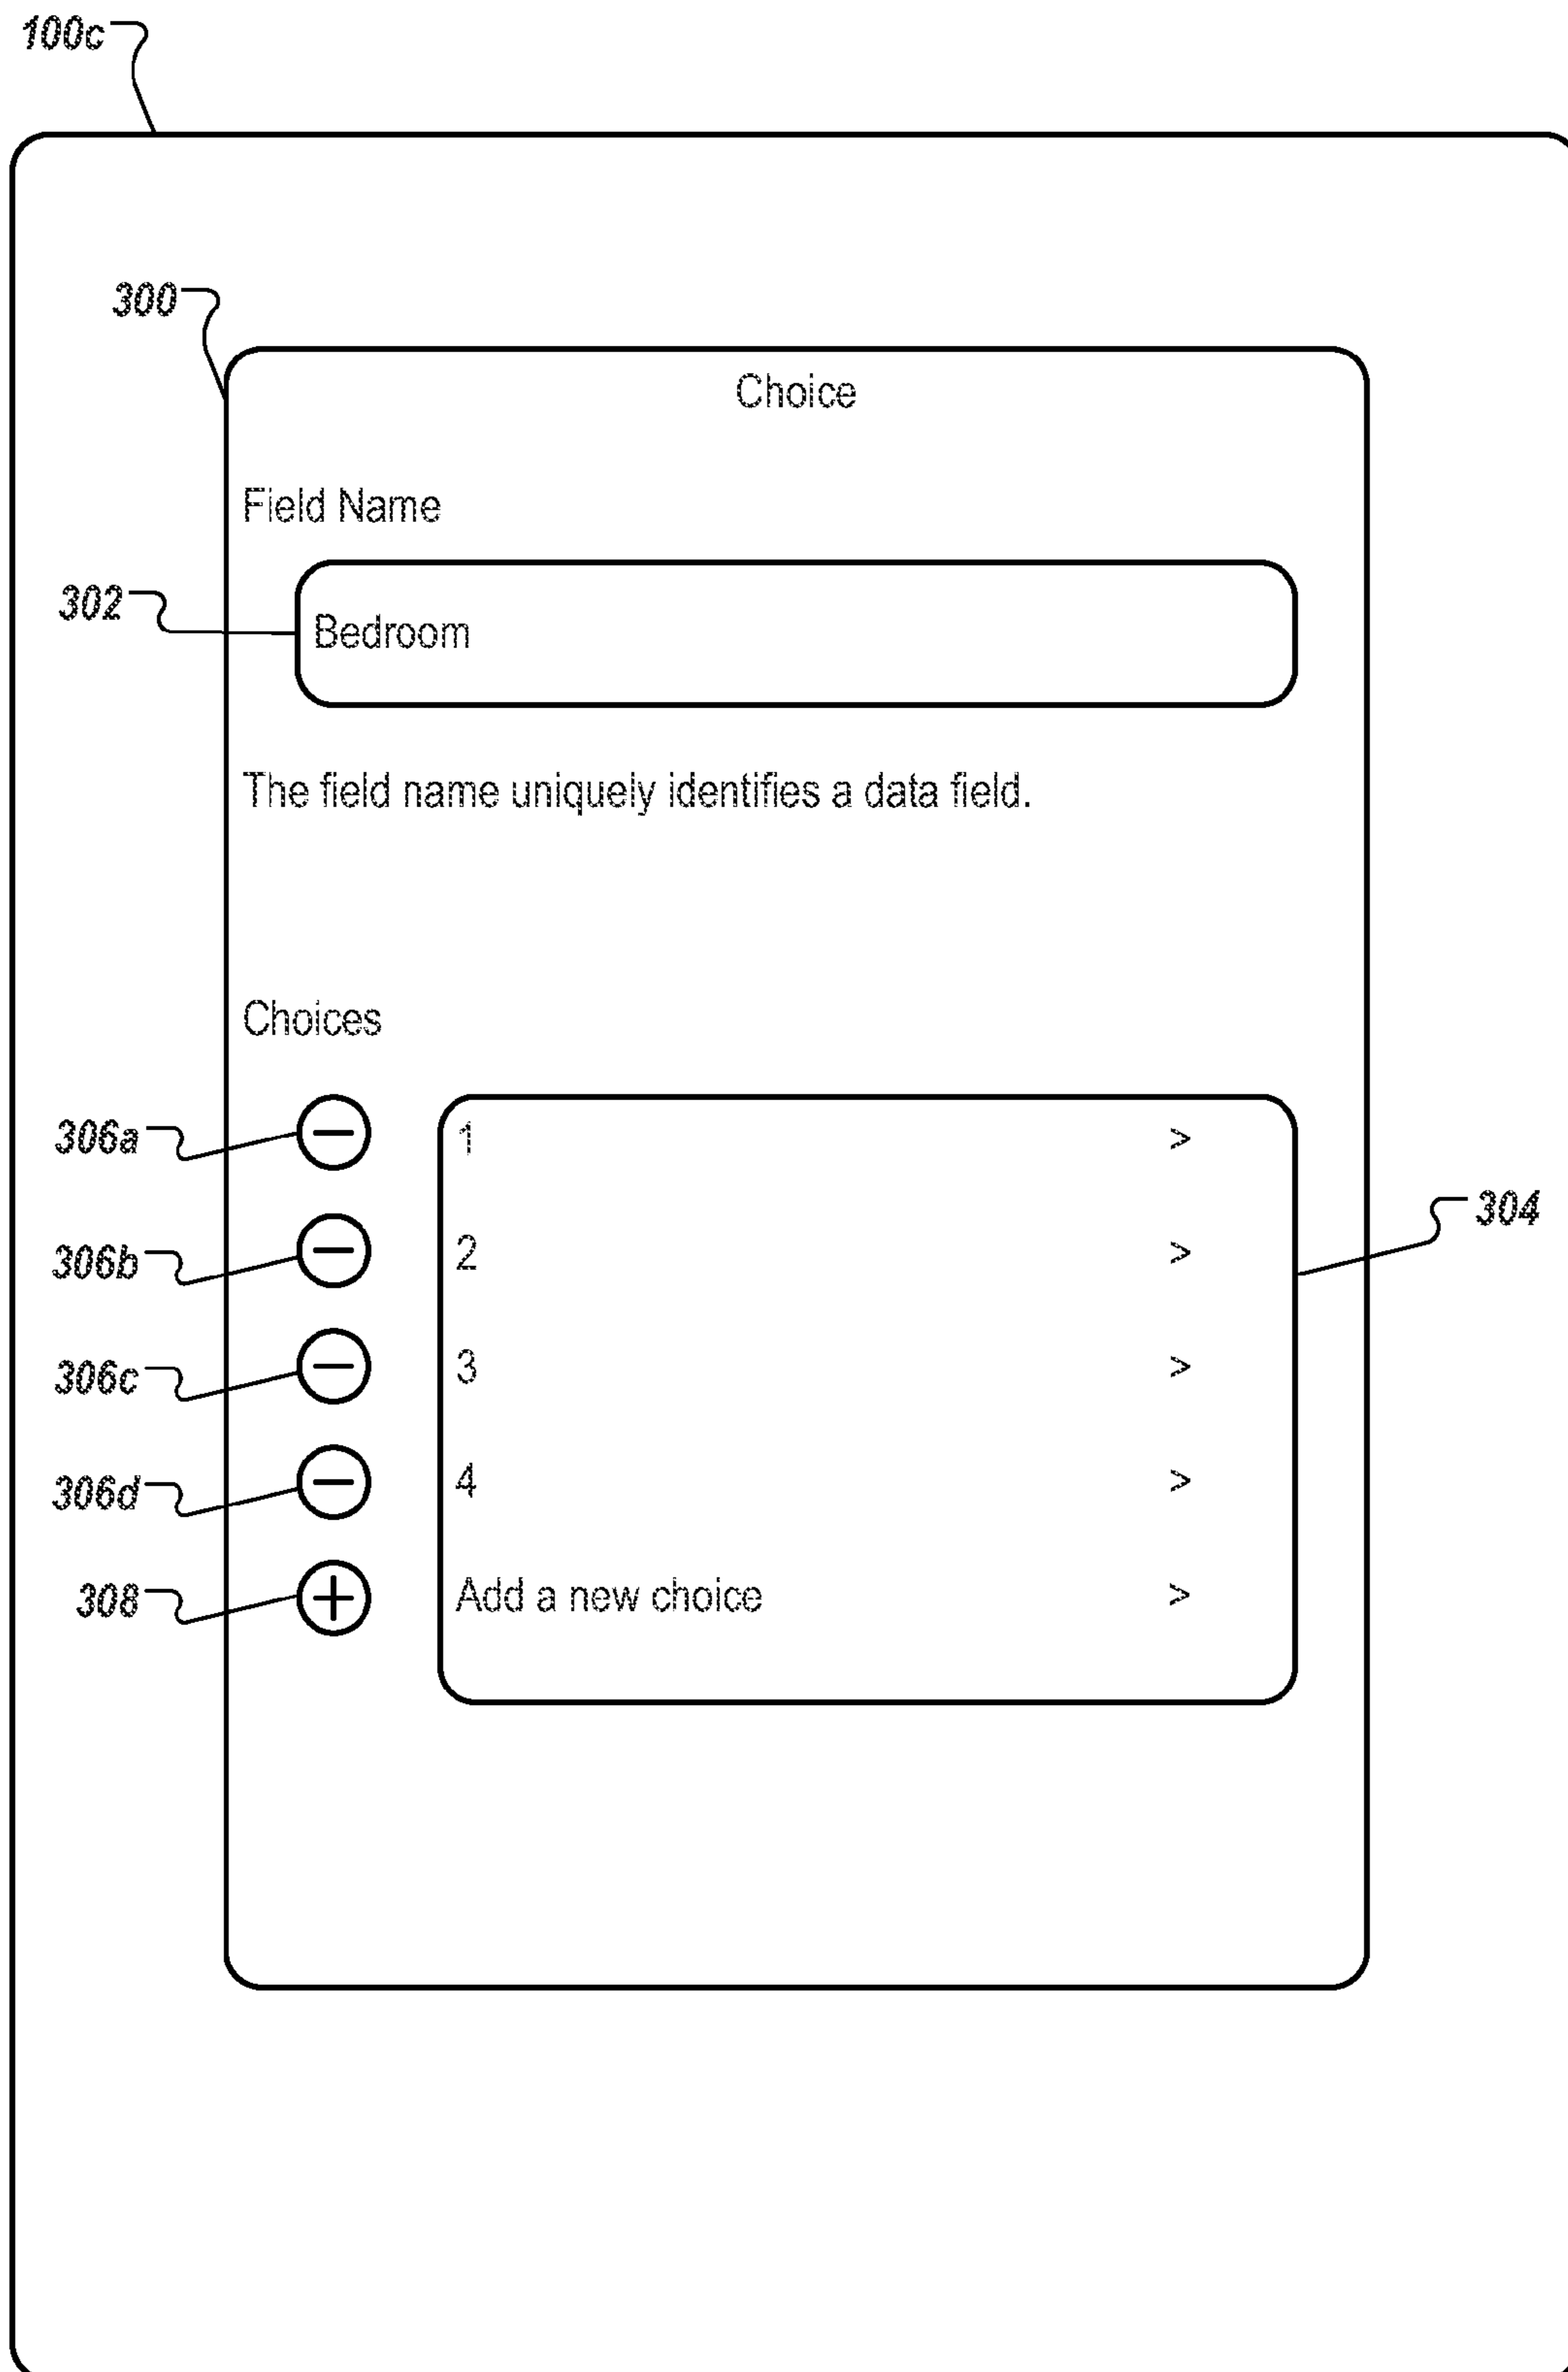 100c
300
Choice
Field Name
302
Bedroom
The field name uniquely identifies a data field.
Choices
306a
1 >
304
306b
2 >
306c
3 >
306d
4 >
308
Add a new choice >